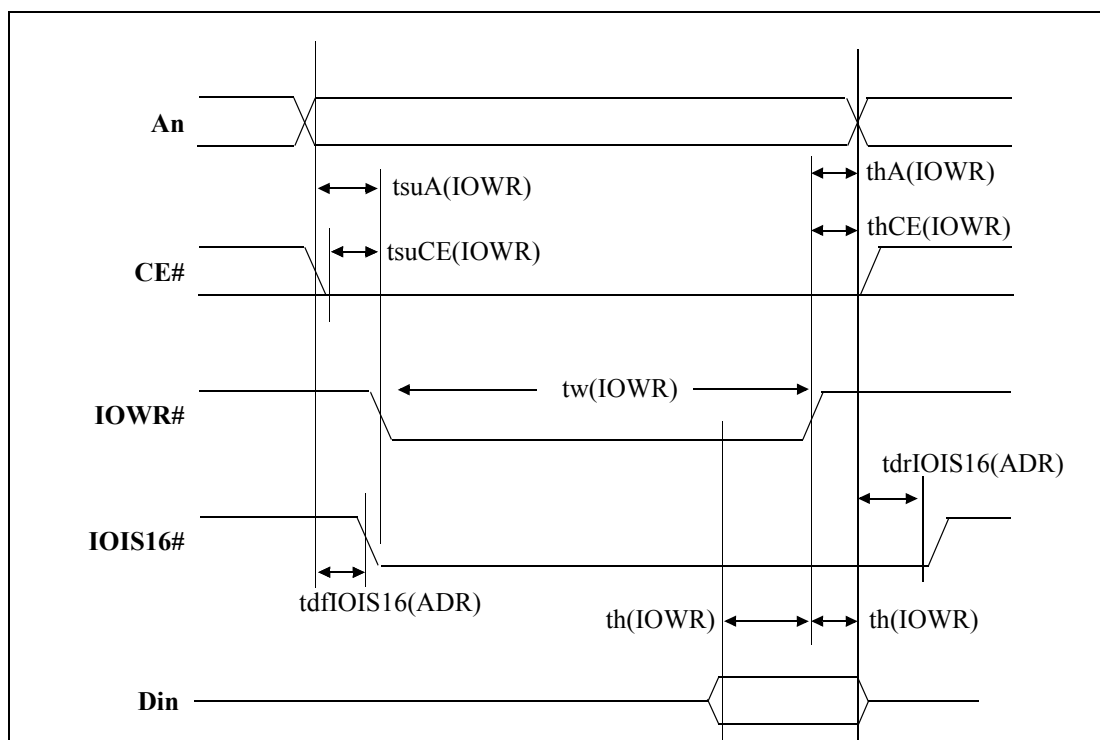 An
tsuA(IOWR)
thA(IOWR)
tsuCE(IOWR)
thCE(IOWR)
CE#
tw(IOWR)
IOWR#
tdrIOIS16(ADR)
IOIS16#
tdfIOIS16(ADR)
th(IOWR)
th(IOWR)
Din